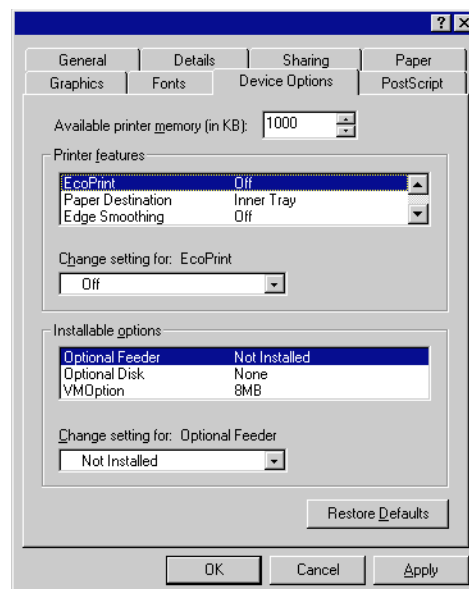 General Details Sharing Paper
Graphics Fonts Device Options PostScript
Available printer memory (in KB): 1000
Printer features
EcoPrint Off
Paper Destination Inner Tray
Edge Smoothing Off
Change setting for: EcoPrint
Off
Installable options
Optional Feeder Not Installed
Optional Disk None
VMOption 8MB
Change setting for: Optional Feeder
Not Installed
Restore Defaults
OK Cancel Apply